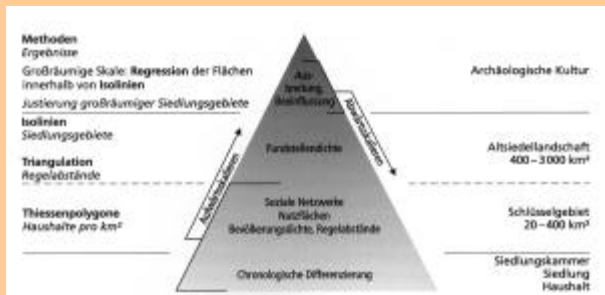 Methoden
Ergebnisse
Großräumige Skale: Regression der Flächen
innerhalb von Isolinien
Justierung großräumiger Siedlungsgebiete
Isolinien
Siedlungsgebiete
Triangulation
Regelabstände
Thiessenpolygone
Haushalte pro km²
Aus-
breitung,
Beeinflussung
Fundstellendichte
Soziale Netzwerke
Nutzflächen
Bevölkerungsdichte, Regelabstände
Chronologische Differenzierung
Aufwärtsskalieren
Abwärtsskalieren
Archäologische Kultur
Altsiedellandschaft
400–3000 km²
Schlüsselgebiet
20–400 km²
Siedlungskammer
Siedlung
Haushalt